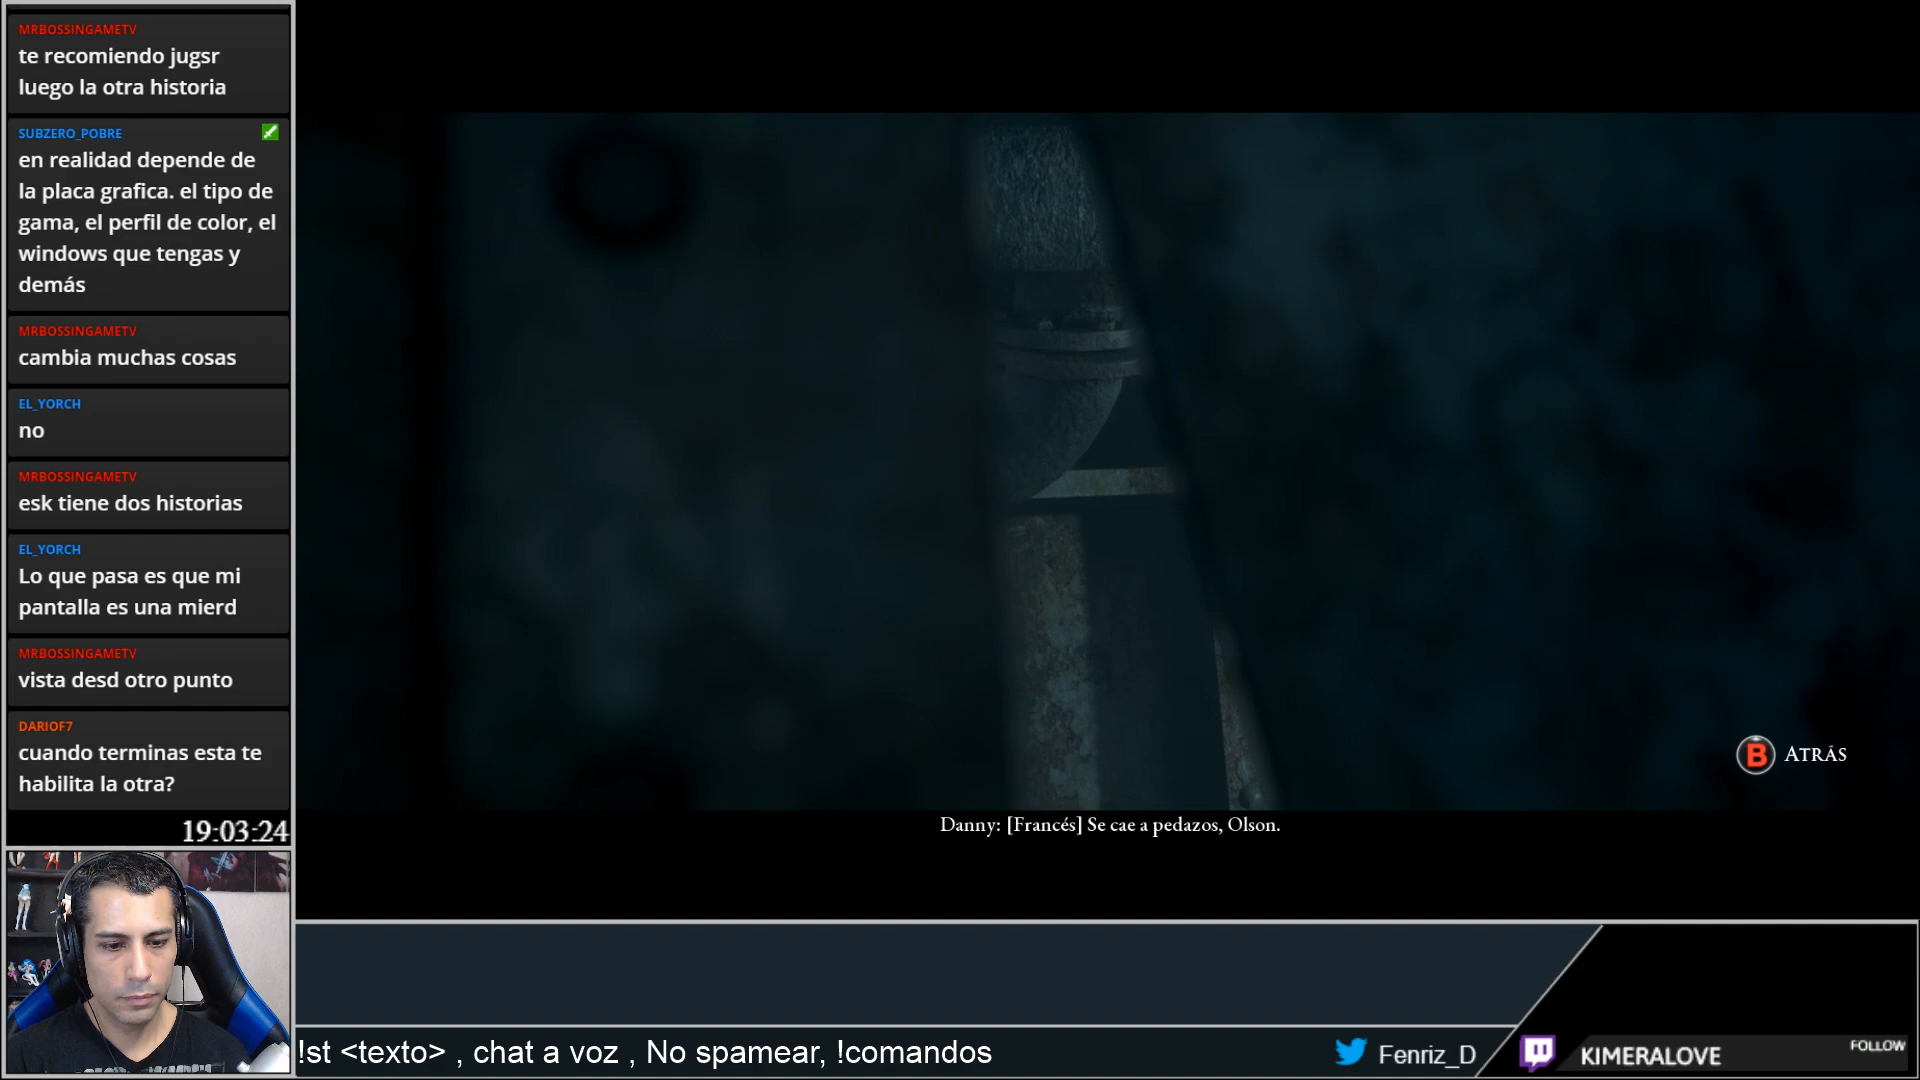 MRBOSSINGAMETV
te recomiendo jugsr
luego la otra historia
SUBZERO_POBRE
en realidad depende de
la placa grafica. el tipo de
gama, el perfil de color, el
windows que tengas y
demás
MRBOSSINGAMETV
cambia muchas cosas
EL_YORCH
no
MRBOSSINGAMETV
esk tiene dos historias
EL_YORCH
Lo que pasa es que mi
pantalla es una mierd
MRBOSSINGAMETV
vista desd otro punto
DARIOF7
cuando terminas esta te
habilita la otra?
19:03:24
B ATRÁS
Danny: [Francés] Se cae a pedazos, Olson.
!st <texto> , chat a voz , No spamear, !comandos
Fenriz_D
KIMERALOVE
FOLLOW